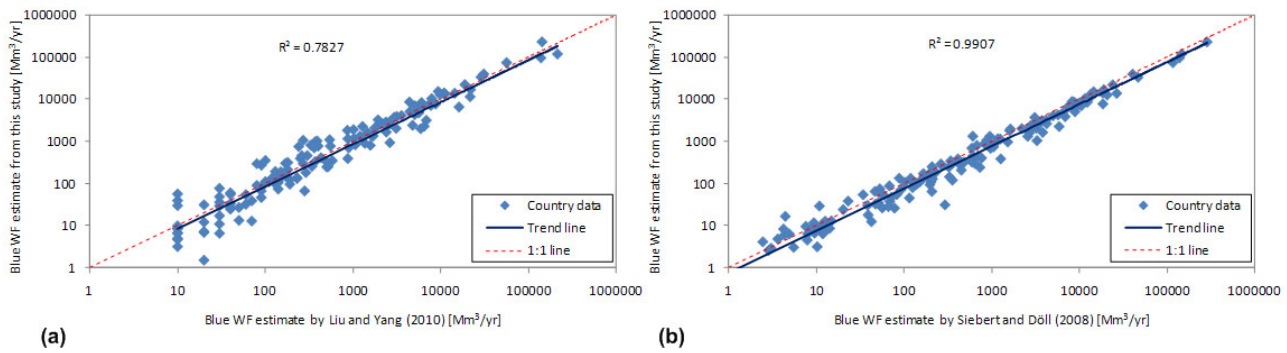 Blue WF estimate from this study [Mm³/yr]
1000000
100000
10000
1000
100
10
1
R² = 0.7827
Country data
Trend line
1:1 line
1 10 100 1000 10000 100000 1000000
Blue WF estimate by Liu and Yang (2010) [Mm³/yr]
(a)
Blue WF estimate from this study [Mm³/yr]
1000000
100000
10000
1000
100
10
1
R² = 0.9907
Country data
Trend line
1:1 line
1 10 100 1000 10000 100000 1000000
Blue WF estimate by Siebert and Döll (2008) [Mm³/yr]
(b)